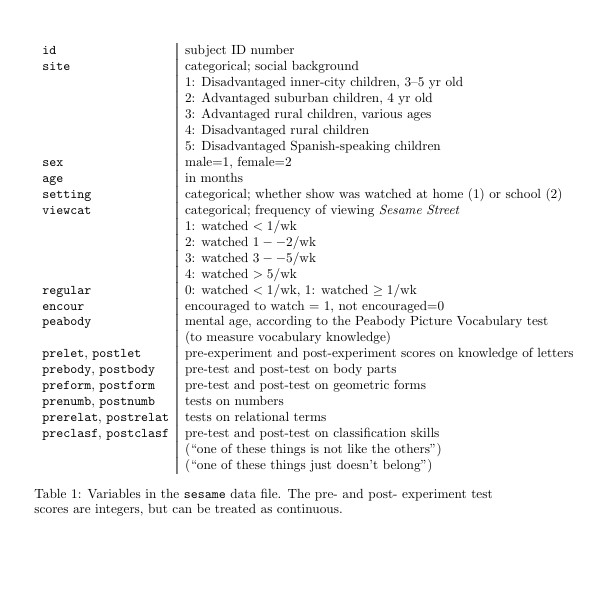 id subject ID number
site categorical; social background
1: Disadvantaged inner-city children, 3–5 yr old
2: Advantaged suburban children, 4 yr old
3: Advantaged rural children, various ages
4: Disadvantaged rural children
5: Disadvantaged Spanish-speaking children
sex male=1, female=2
age in months
setting categorical; whether show was watched at home (1) or school (2)
viewcat categorical; frequency of viewing Sesame Street
1: watched < 1/wk
2: watched 1 − −2/wk
3: watched 3 − −5/wk
4: watched > 5/wk
regular 0: watched < 1/wk, 1: watched ≥ 1/wk
encour encouraged to watch = 1, not encouraged=0
peabody mental age, according to the Peabody Picture Vocabulary test
(to measure vocabulary knowledge)
prelet, postlet pre-experiment and post-experiment scores on knowledge of letters
prebody, postbody pre-test and post-test on body parts
preform, postform pre-test and post-test on geometric forms
prenumb, postnumb tests on numbers
prerelat, postrelat tests on relational terms
preclasf, postclasf pre-test and post-test on classification skills
(“one of these things is not like the others”)
(“one of these things just doesn’t belong”)
Table 1: Variables in the sesame data file. The pre- and post- experiment test
scores are integers, but can be treated as continuous.